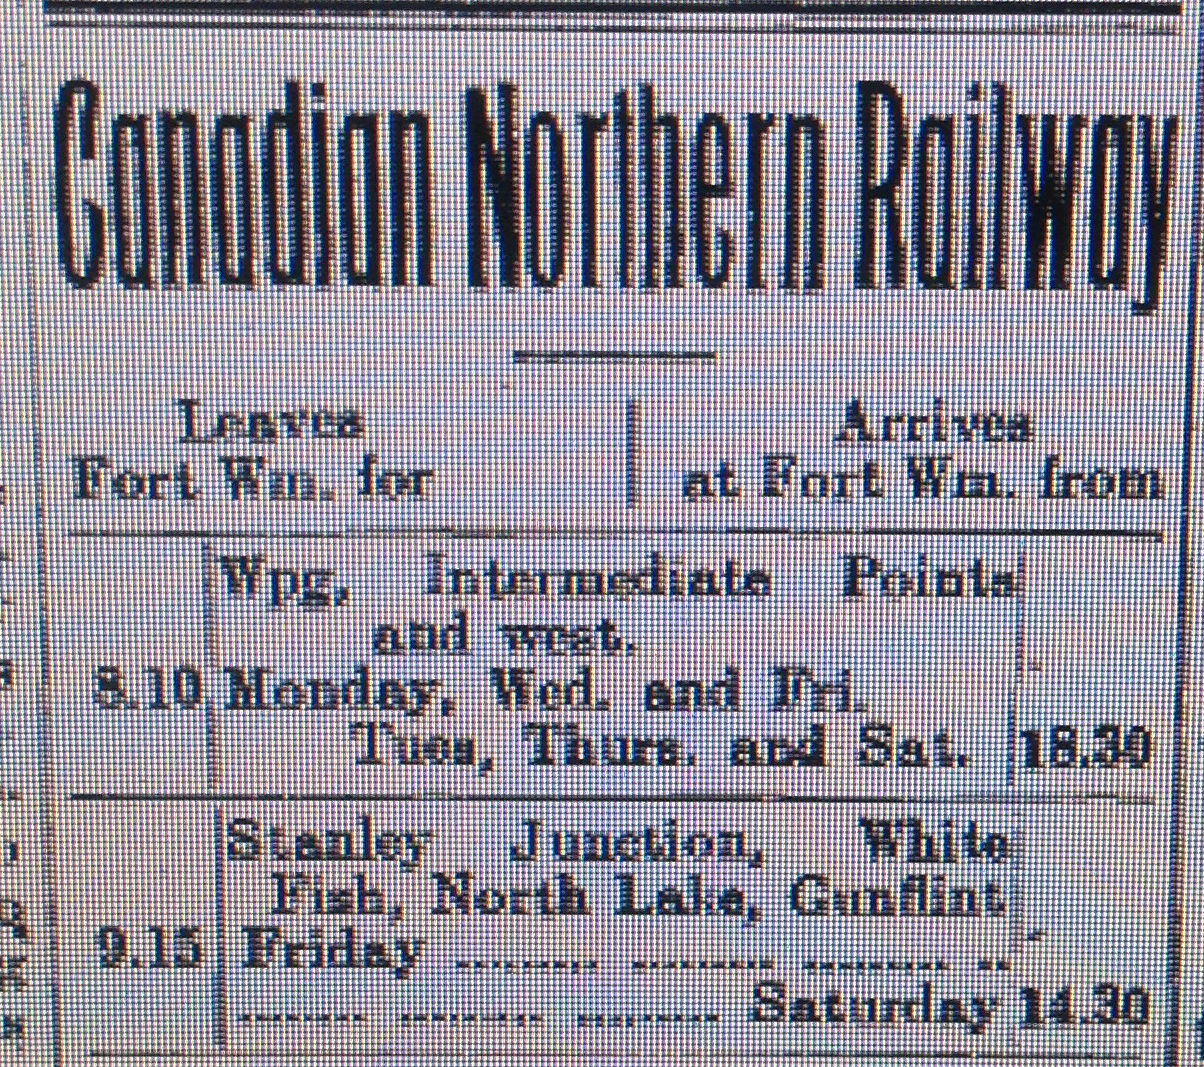 Canadian Northern Railway
Leaves Arrives
Fort Wm. for at Fort Wm. from
Wpg, Intermediate Points
and west.
8.10 Monday, Wed. and Fri.
Tues, Thurs. and Sat. 18.30
Stanley Junction, White
Fish, North Lake, Gunflint
9.15 Friday ......... ......... ......... ..
........ ......... ......... Saturday 14.30